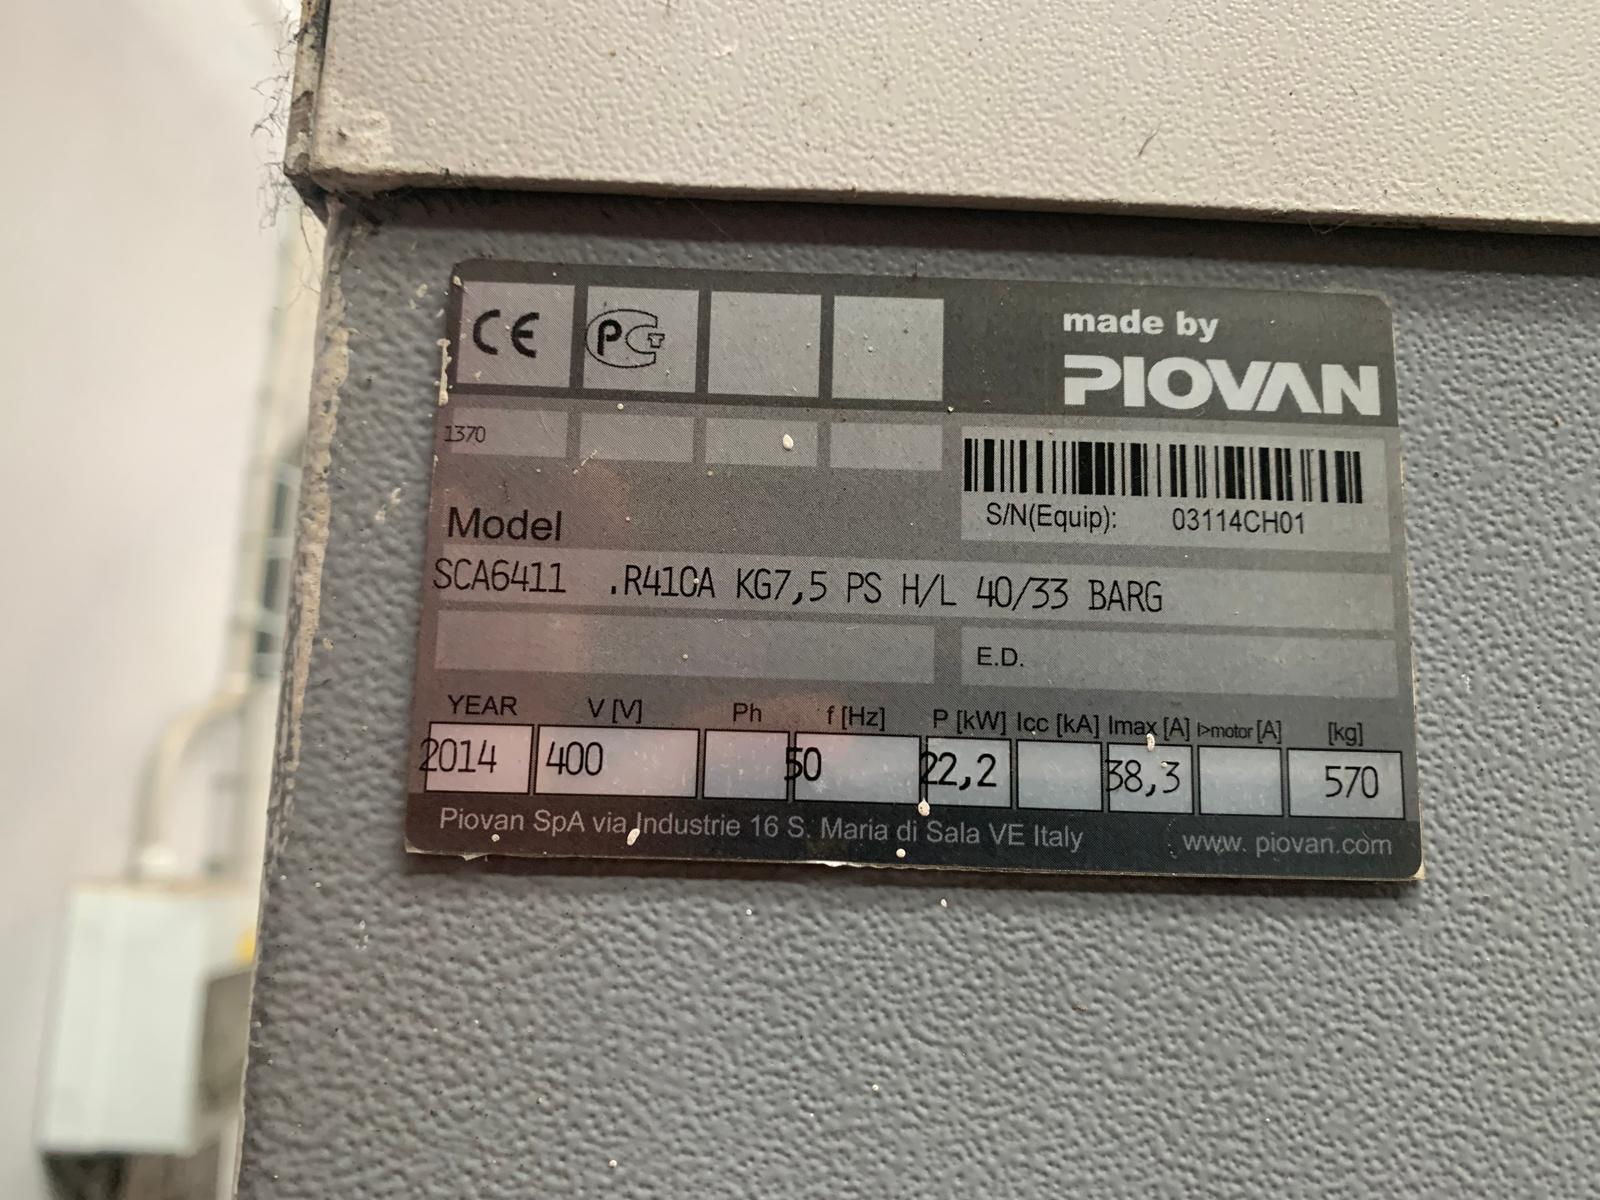 CE PCT
made by
PIOVAN
1370
S/N(Equip): 03114CH01
Model
SCA6411 .R410A KG7,5 PS H/L 40/33 BARG
E.D.
YEAR V [V] Ph f [Hz] P [kW] Icc [kA] Imax [A] I>motor [A] [kg]
2014 400 50 22,2 38,3 570
Piovan SpA via Industrie 16 S. Maria di Sala VE Italy www. piovan.com